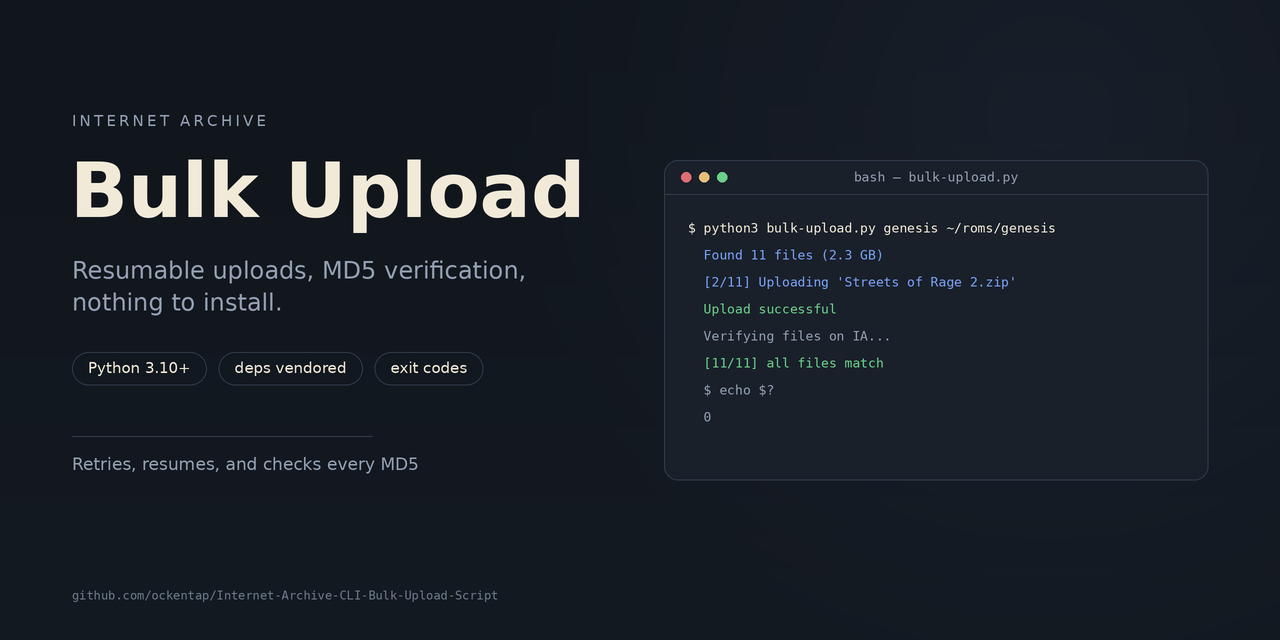 INTERNET ARCHIVE
Bulk Upload
Resumable uploads, MD5 verification,
nothing to install.
Python 3.10+
deps vendored
exit codes
Retries, resumes, and checks every MD5
github.com/ockentap/Internet-Archive-CLI-Bulk-Upload-Script
bash — bulk-upload.py
$ python3 bulk-upload.py genesis ~/roms/genesis
Found 11 files (2.3 GB)
[2/11] Uploading 'Streets of Rage 2.zip'
Upload successful
Verifying files on IA...
[11/11] all files match
$ echo $?
0